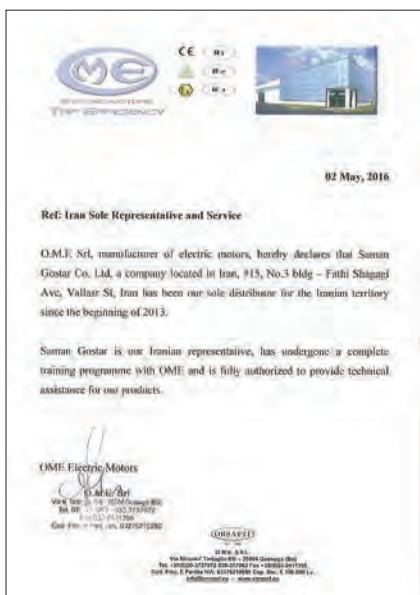 OME
TOP EFFICIENCY
CE
02 May, 2016
Ref: Iran Sole Representative and Service
O.M.E Srl, manufacturer of electric motors, hereby declares that Saman
Gostar Co. Ltd, a company located in Iran, #15, No.3 bldg – Fathi Shagagi
Ave, Valiasr St, Iran has been our sole distributor for the Iranian territory
since the beginning of 2013.
Saman Gostar is our Iranian representative, has undergone a complete
training programme with OME and is fully authorized to provide technical
assistance for our products.
OME Electric Motors
O.M.E. Srl